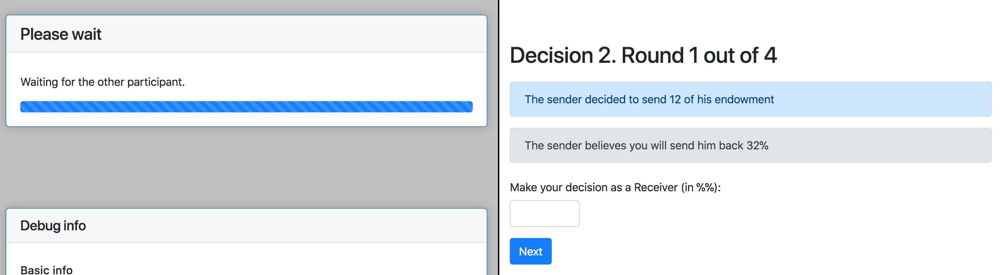 Please wait
Waiting for the other participant.
Debug info
Basic info
Decision 2. Round 1 out of 4
The sender decided to send 12 of his endowment
The sender believes you will send him back 32%
Make your decision as a Receiver (in %%):
Next